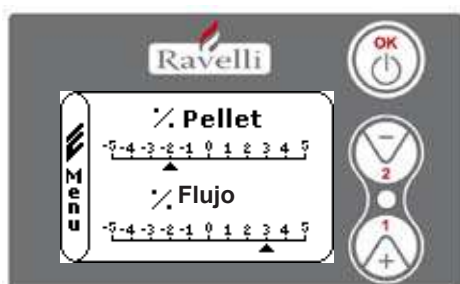 Ravelli
OK
Menu
% Pellet
-5 -4 -3 -2 -1 0 1 2 3 4 5
% Flujo
-5 -4 -3 -2 -1 0 1 2 3 4 5
-
2
1
+